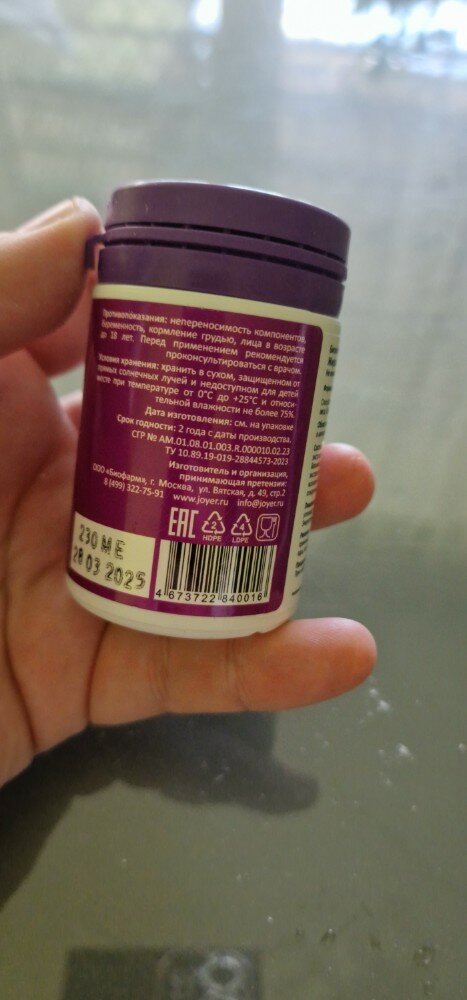 Противопоказания: непереносимость компонентов,
беременность, кормление грудью, лица в возрасте
до 18 лет. Перед применением рекомендуется
проконсультироваться с врачом.
Условия хранения: хранить в сухом, защищенном от
прямых солнечных лучей и недоступном для детей
месте при температуре от 0°С до +25°С и относи-
тельной влажности не более 75%.
Дата изготовления: см. на упаковке
Срок годности: 2 года с даты производства.
СГР № AM.01.08.01.003.R.000010.02.23
ТУ 10.89.19-019-28844573-2023
Изготовитель и организация,
принимающая претензии:
ООО «Биофарм», г. Москва, ул. Вятская, д. 49, стр.2
8 (499) 322-75-91 www.joyer.ru info@joyer.ru
EAC 2 HDPE 4 LDPE
230 ME
28 03 2025
4 673722 840016